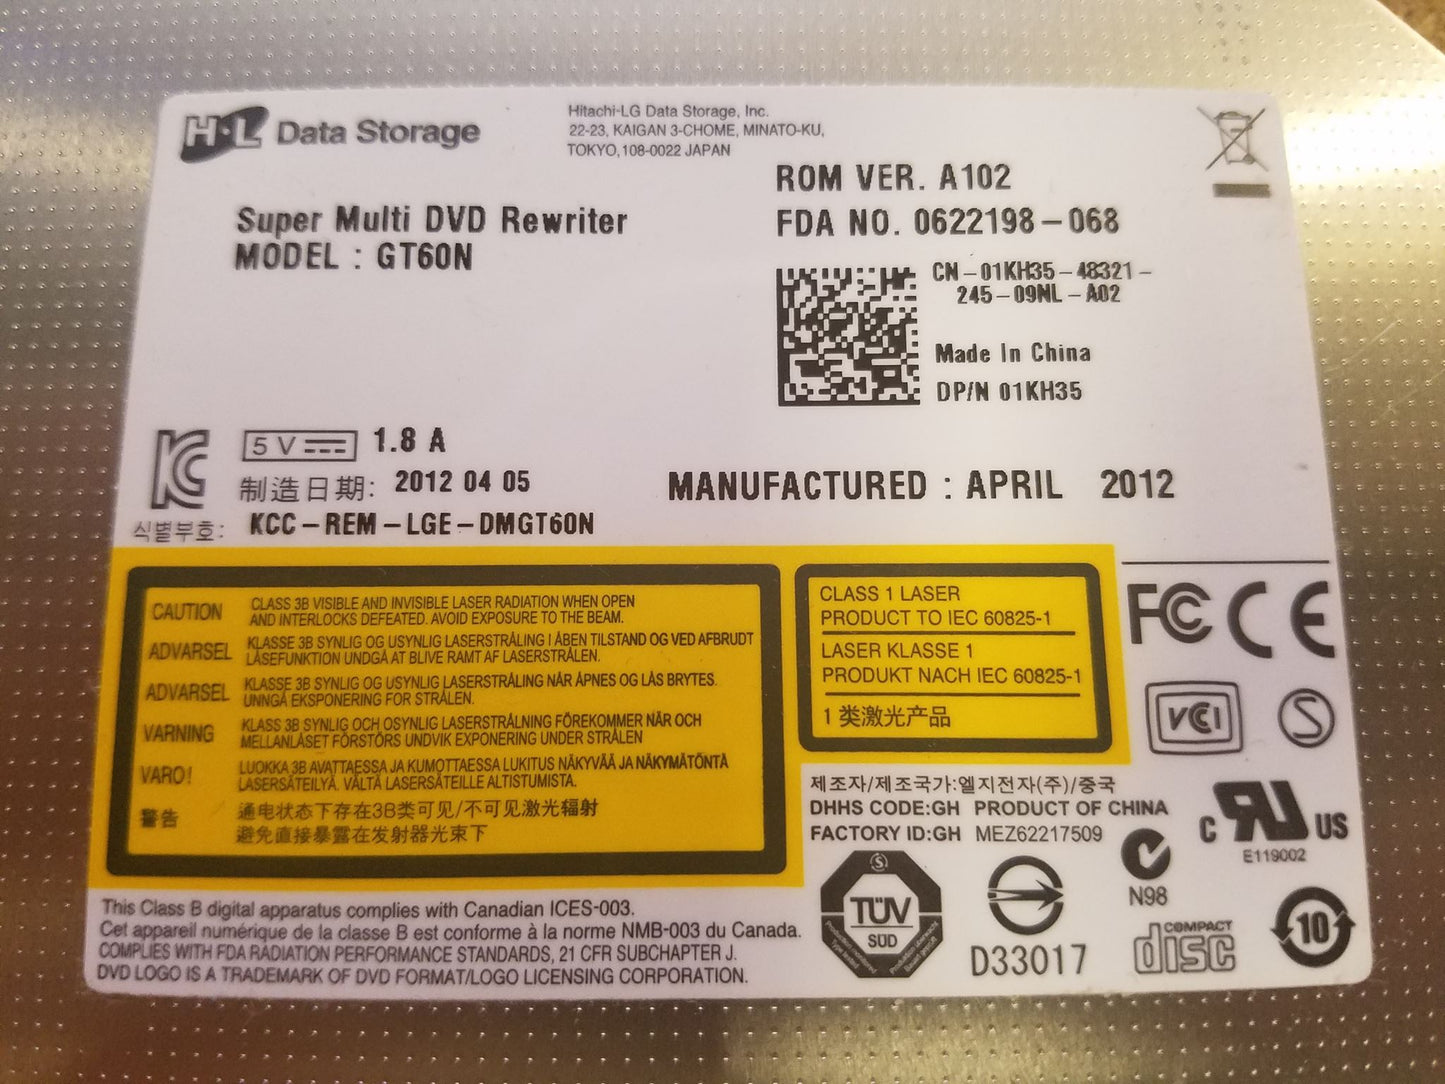 H·L Data Storage
Hitachi-LG Data Storage, Inc.
22-23, KAIGAN 3-CHOME, MINATO-KU,
TOKYO, 108-0022 JAPAN
Super Multi DVD Rewriter
MODEL : GT60N
ROM VER. A102
FDA NO. 0622198-068
CN-01KH35-48321-
245-09NL-A02
Made In China
DP/N 01KH35
5V 1.8 A
制造日期: 2012 04 05
MANUFACTURED : APRIL 2012
식별부호: KCC-REM-LGE-DMGT60N
CAUTION CLASS 3B VISIBLE AND INVISIBLE LASER RADIATION WHEN OPEN
AND INTERLOCKS DEFEATED. AVOID EXPOSURE TO THE BEAM.
ADVARSEL KLASSE 3B SYNLIG OG USYNLIG LASERSTRÅLING I ÅBEN TILSTAND OG VED AFBRUDT
LÅSEFUNKTION UNDGÅ AT BLIVE RAMT AF LASERSTRÅLEN.
ADVARSEL KLASSE 3B SYNLIG OG USYNLIG LASERSTRÅLING NÅR ÅPNES OG LÅS BRYTES.
UNNGÅ EKSPONERING FOR STRÅLEN.
VARNING KLASS 3B SYNLIG OCH OSYNLIG LASERSTRÅLNING FÖREKOMMER NÄR OCH
MELLANLÅSET FÖRSTÖRS UNDVIK EXPONERING UNDER STRÅLEN
VARO! LUOKKA 3B AVATTAESSA JA KUMOTTAESSA LUKITUS NÄKYVÄÄ JA NÄKYMÄTÖNTÄ
LASERSÄTEILYÄ. VÄLTÄ LASERSÄTEILLE ALTISTUMISTA.
警告 通电状态下存在3B类可见/不可见激光辐射
避免直接暴露在发射器光束下
CLASS 1 LASER
PRODUCT TO IEC 60825-1
LASER KLASSE 1
PRODUKT NACH IEC 60825-1
1 类激光产品
FC CE
VCCI S
제조자/제조국가:엘지전자(주)/중국
DHHS CODE:GH PRODUCT OF CHINA
FACTORY ID:GH MEZ62217509
C RU US
E119002
N98
TÜV
SÜD
D33017
COMPACT
disc
10
This Class B digital apparatus complies with Canadian ICES-003.
Cet appareil numérique de la classe B est conforme à la norme NMB-003 du Canada.
COMPLIES WITH FDA RADIATION PERFORMANCE STANDARDS, 21 CFR SUBCHAPTER J.
DVD LOGO IS A TRADEMARK OF DVD FORMAT/LOGO LICENSING CORPORATION.